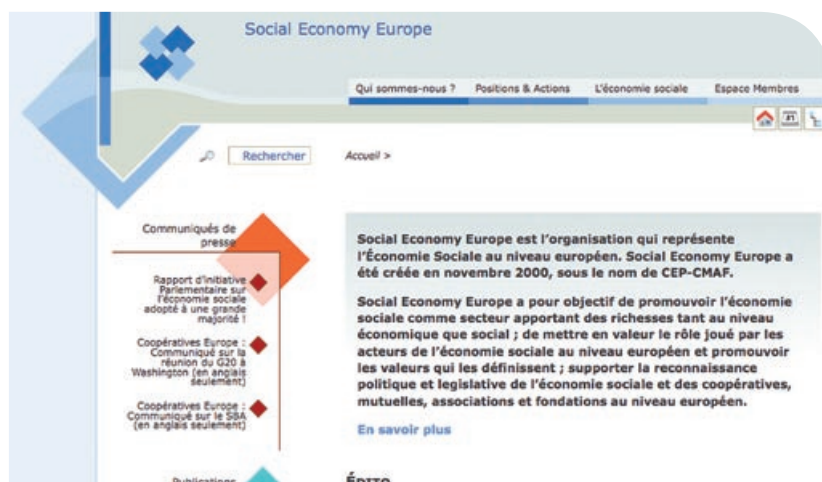 Social Economy Europe
Qui sommes-nous ? Positions & Actions L'économie sociale Espace Membres
Rechercher
Accueil >
Communiqués de
presse
Rapport d'initiative
Parlementaire sur
l'économie sociale
adopté à une grande
majorité !
Coopératives Europe :
Communiqué sur la
réunion du G20 à
Washington (en anglais
seulement)
Coopératives Europe :
Communiqué sur le SBA
(en anglais seulement)
Publications
Social Economy Europe est l'organisation qui représente
l'Économie Sociale au niveau européen. Social Economy Europe a
été créée en novembre 2000, sous le nom de CEP-CMAF.
Social Economy Europe a pour objectif de promouvoir l'économie
sociale comme secteur apportant des richesses tant au niveau
économique que social ; de mettre en valeur le rôle joué par les
acteurs de l'économie sociale au niveau européen et promouvoir
les valeurs qui les définissent ; supporter la reconnaissance
politique et legislative de l'économie sociale et des coopératives,
mutuelles, associations et fondations au niveau européen.
En savoir plus
ÉDITO